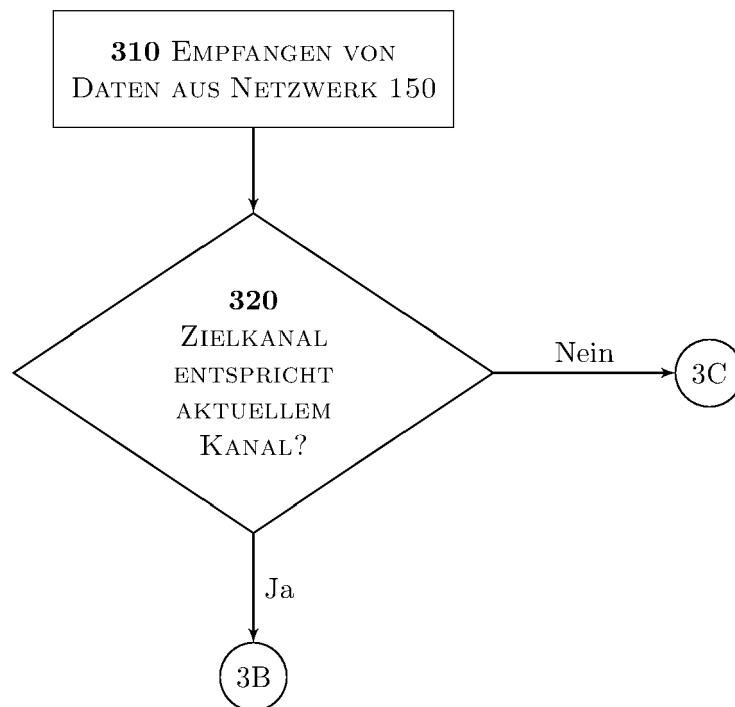 310 Empfangen von
Daten aus Netzwerk 150
320
Zielkanal
entspricht
aktuellem
Kanal?
Nein
3C
Ja
3B